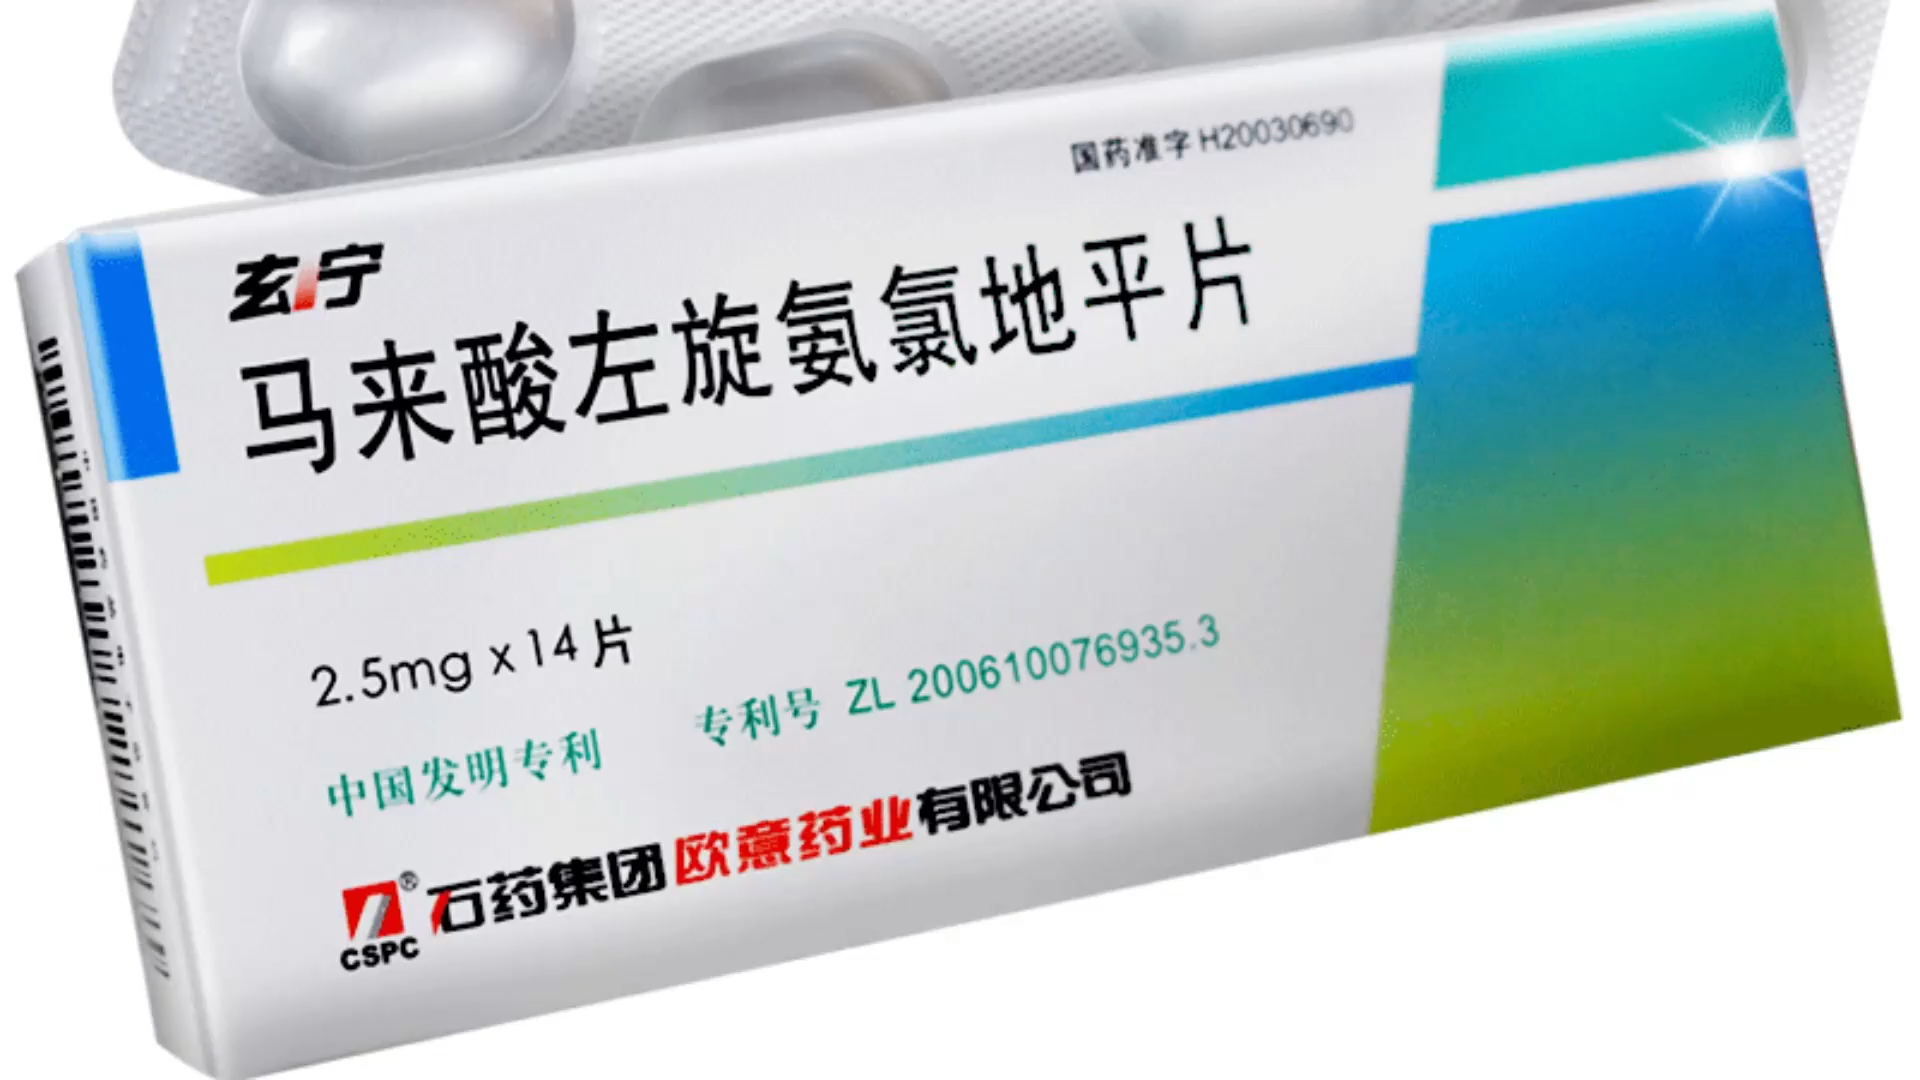 国药准字 H20030690
玄宁
马来酸左旋氨氯地平片
2.5mg x 14 片
中国发明专利 专利号 ZL 200610076935.3
® 石药集团欧意药业有限公司
CSPC